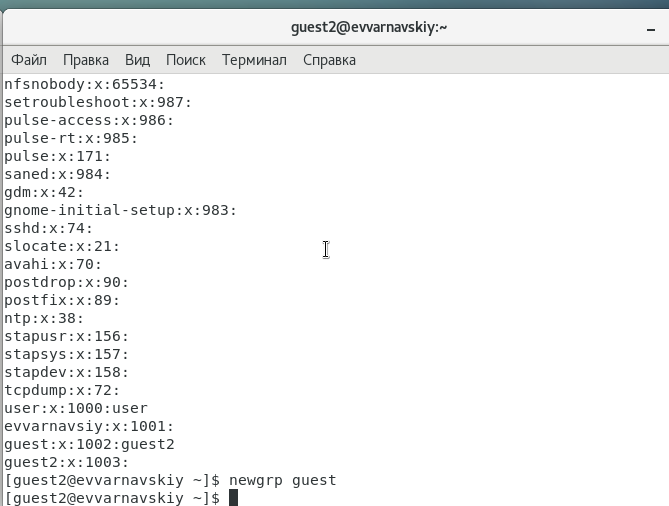 guest2@evvarnavskiy:~
Файл Правка Вид Поиск Терминал Справка
nfsnobody:x:65534:
setroubleshoot:x:987:
pulse-access:x:986:
pulse-rt:x:985:
pulse:x:171:
saned:x:984:
gdm:x:42:
gnome-initial-setup:x:983:
sshd:x:74:
slocate:x:21:
avahi:x:70:
postdrop:x:90:
postfix:x:89:
ntp:x:38:
stapusr:x:156:
stapsys:x:157:
stapdev:x:158:
tcpdump:x:72:
user:x:1000:user
evvarnavsiy:x:1001:
guest:x:1002:guest2
guest2:x:1003:
[guest2@evvarnavskiy ~]$ newgrp guest
[guest2@evvarnavskiy ~]$